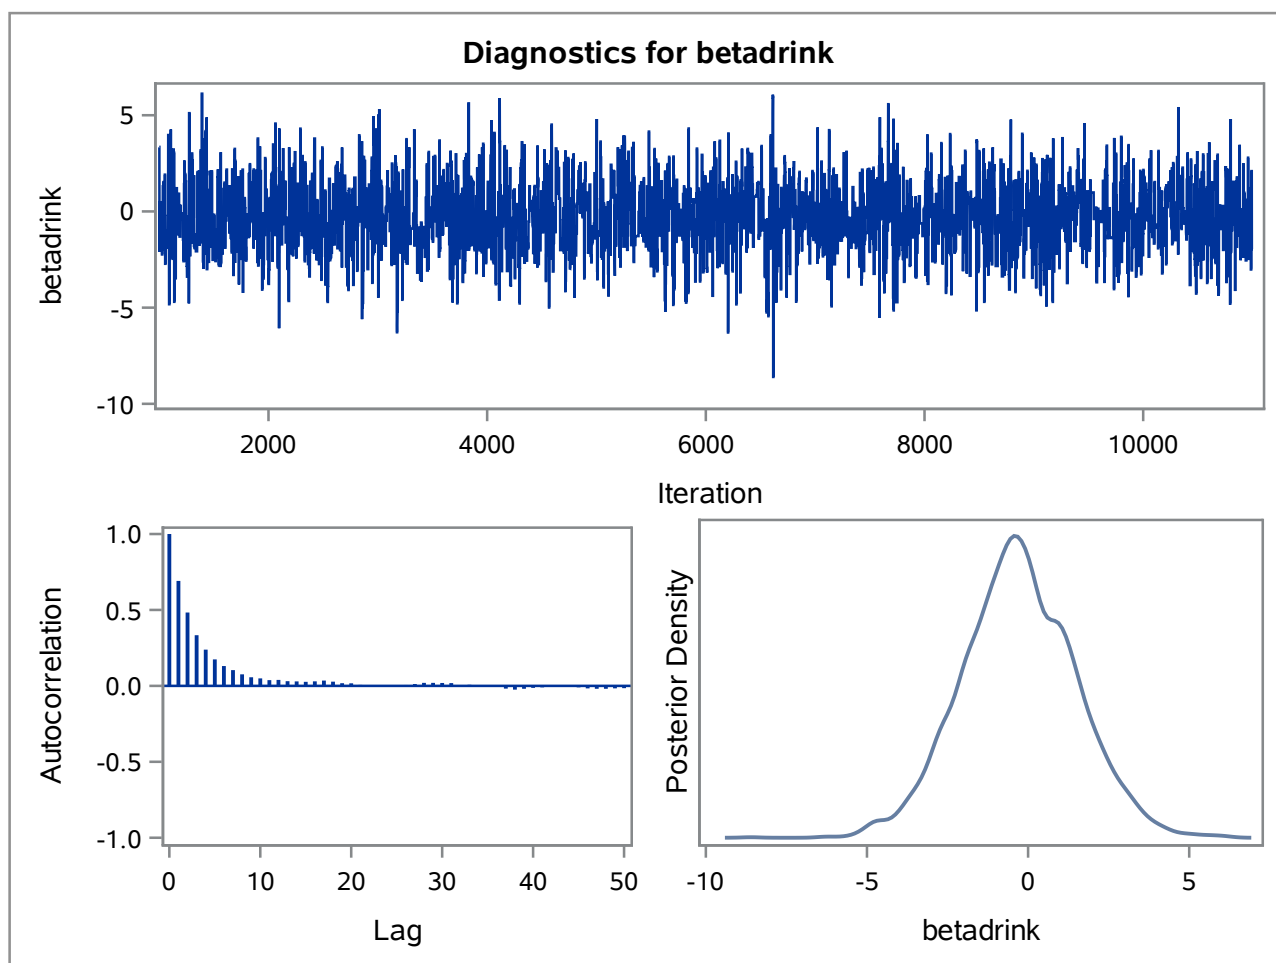 Diagnostics for betadrink
betadrink
5
0
-5
-10
2000 4000 6000 8000 10000
Iteration
Autocorrelation
1.0
0.5
0.0
-0.5
-1.0
0 10 20 30 40 50
Lag
Posterior Density
-10 -5 0 5
betadrink